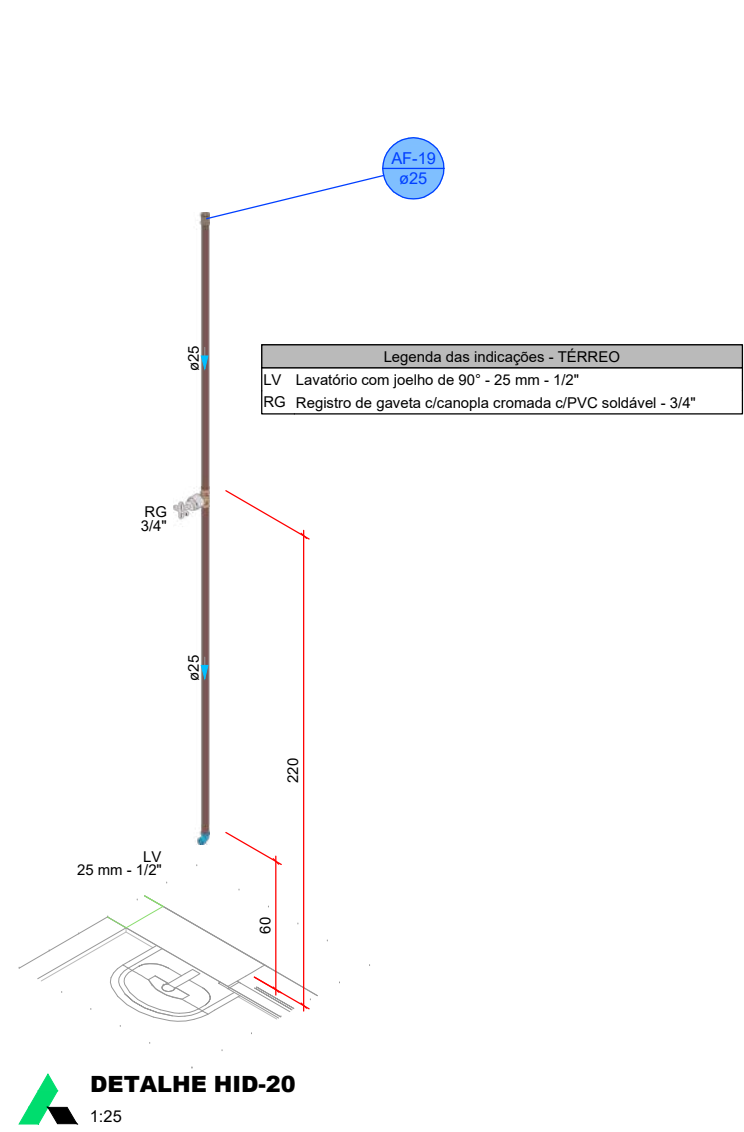 AF-19
ø25
ø25
Legenda das indicações - TÉRREO
LV Lavatório com joelho de 90° - 25 mm - 1/2"
RG Registro de gaveta c/canopla cromada c/PVC soldável - 3/4"
RG
3/4"
ø25
220
LV
25 mm - 1/2"
60
DETALHE HID-20
1:25